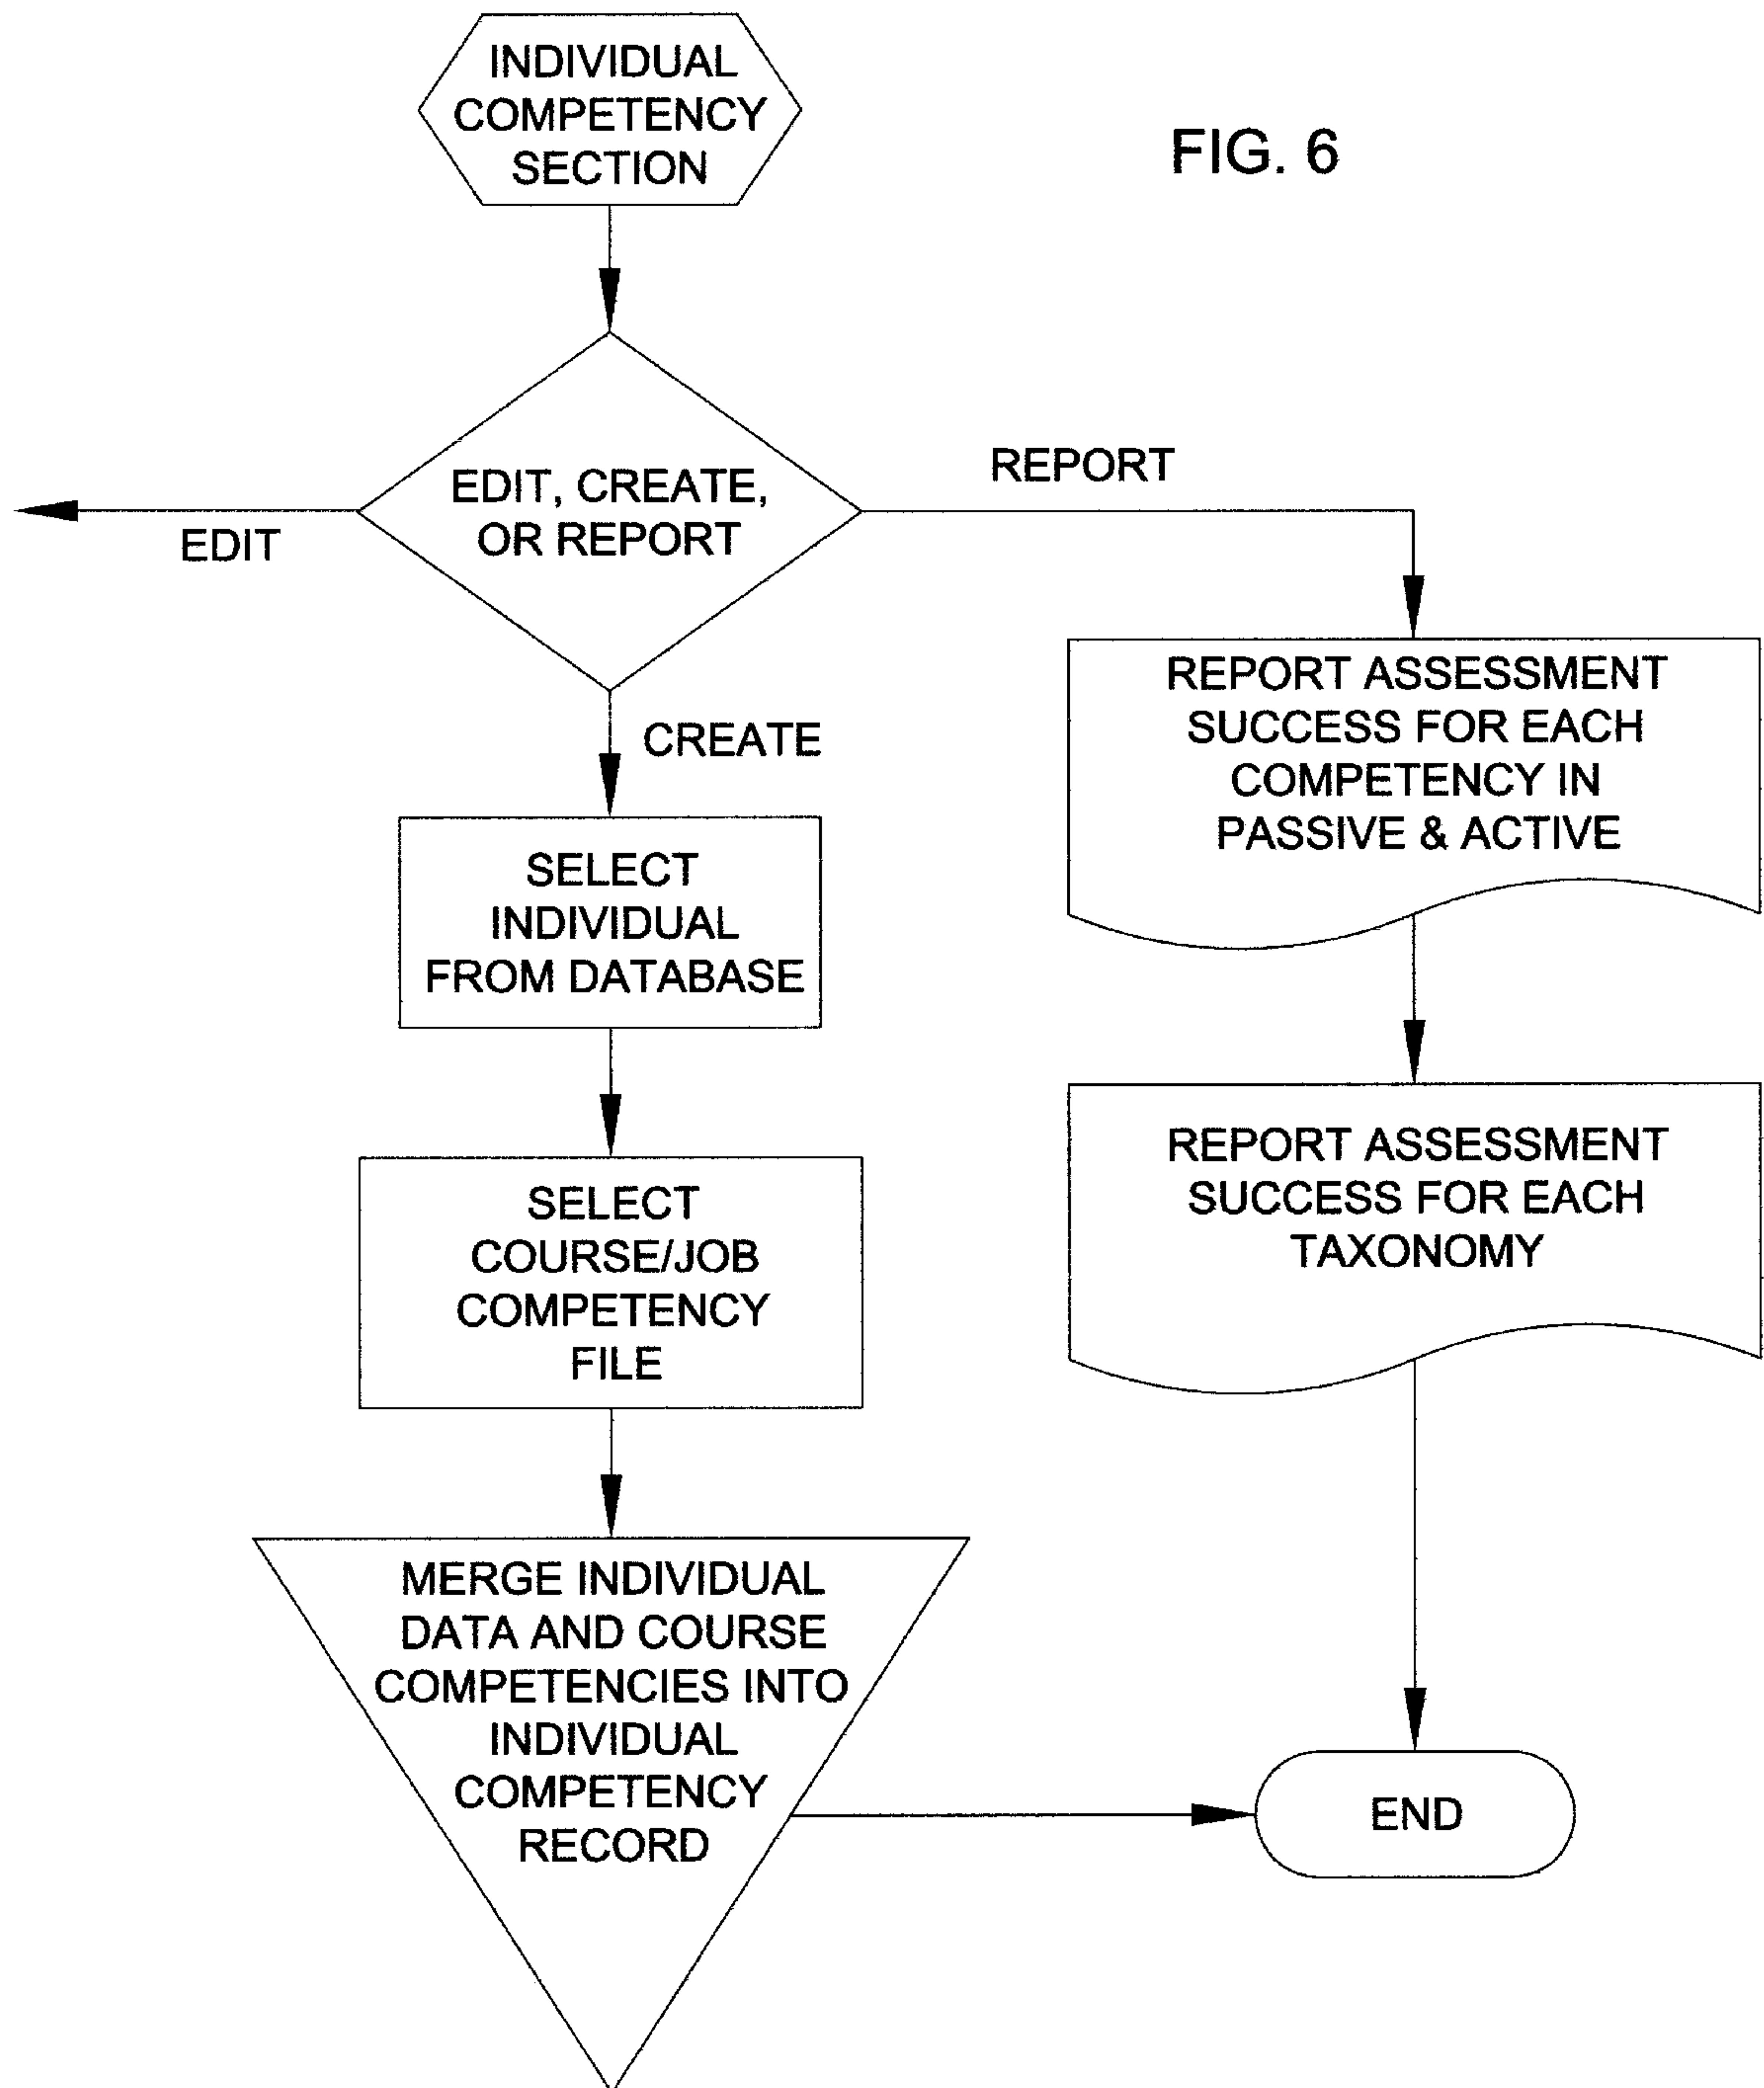 INDIVIDUAL
COMPETENCY
SECTION
FIG. 6
EDIT, CREATE,
OR REPORT
REPORT
EDIT
CREATE
REPORT ASSESSMENT
SUCCESS FOR EACH
COMPETENCY IN
PASSIVE & ACTIVE
SELECT
INDIVIDUAL
FROM DATABASE
REPORT ASSESSMENT
SUCCESS FOR EACH
TAXONOMY
SELECT
COURSE/JOB
COMPETENCY
FILE
MERGE INDIVIDUAL
DATA AND COURSE
COMPETENCIES INTO
INDIVIDUAL
COMPETENCY
RECORD
END